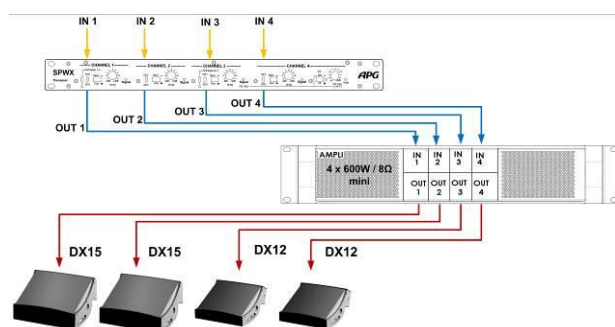 IN 1 IN 2 IN 3 IN 4
CHANNEL 1 CHANNEL 2 CHANNEL 3 CHANNEL 4
SPWX
Processor
APG
OUT 1 OUT 2 OUT 3 OUT 4
AMPLI
4 x 600W / 8Ω
mini
IN IN IN IN
1 2 3 4
OUT OUT OUT OUT
1 2 3 4
DX15 DX15 DX12 DX12